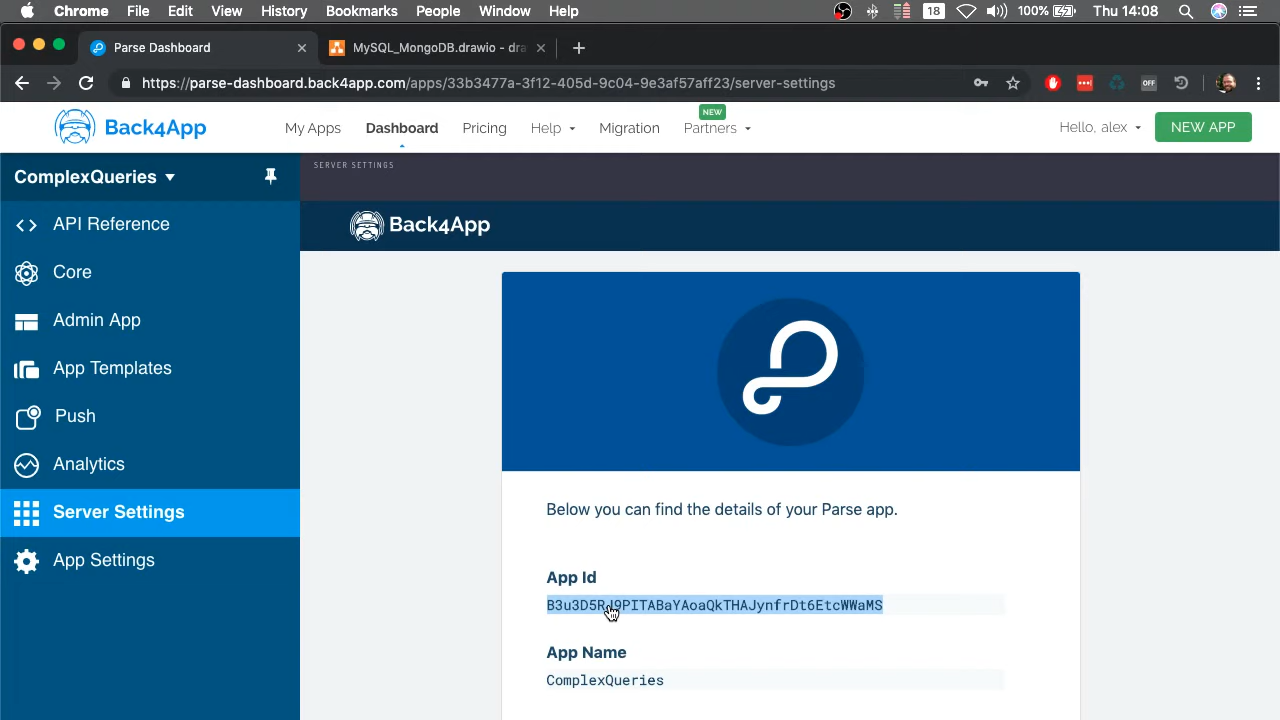 Chrome File Edit View History Bookmarks People Window Help 18 100% Thu 14:08
Parse Dashboard MySQL_MongoDB.drawio - dra
https://parse-dashboard.back4app.com/apps/33b3477a-3f12-405d-9c04-9e3af57aff23/server-settings OFF
Back4App My Apps Dashboard Pricing Help Migration Partners NEW Hello, alex NEW APP
ComplexQueries
SERVER SETTINGS
API Reference
Back4App
Core
Admin App
App Templates
Push
Analytics
Server Settings
App Settings
Below you can find the details of your Parse app.
App Id
B3u3D5RJ9PITABaYAoaQkTHAJynfrDt6EtcWWaMS
App Name
ComplexQueries